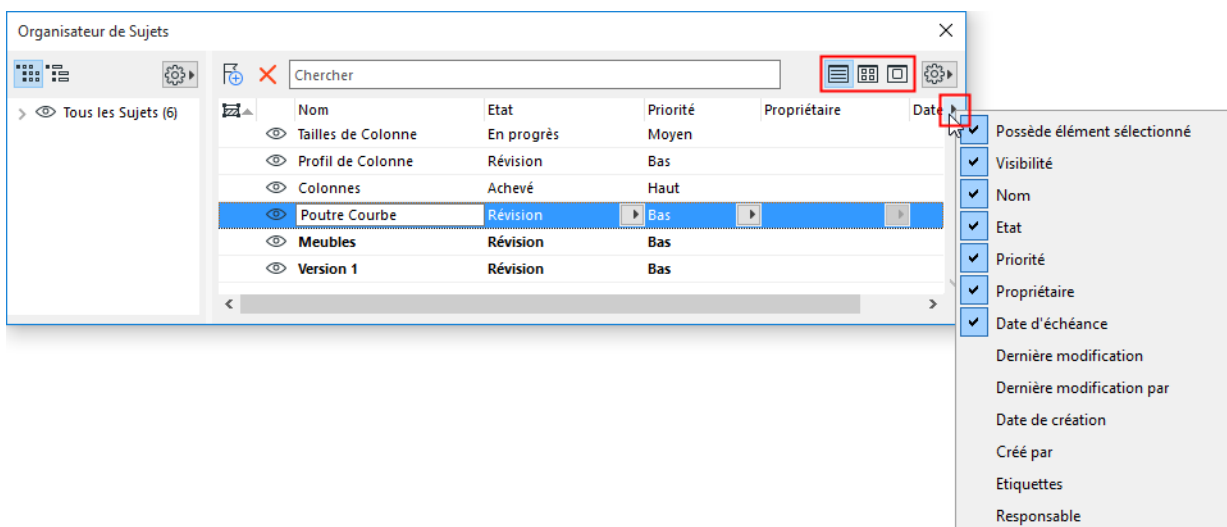 Organisateur de Sujets
Chercher
Tous les Sujets (6)
Nom Etat Priorité Propriétaire Date
Tailles de Colonne En progrès Moyen
Profil de Colonne Révision Bas
Colonnes Achevé Haut
Poutre Courbe Révision Bas
Meubles Révision Bas
Version 1 Révision Bas
Possède élément sélectionné
Visibilité
Nom
Etat
Priorité
Propriétaire
Date d'échéance
Dernière modification
Dernière modification par
Date de création
Créé par
Etiquettes
Responsable